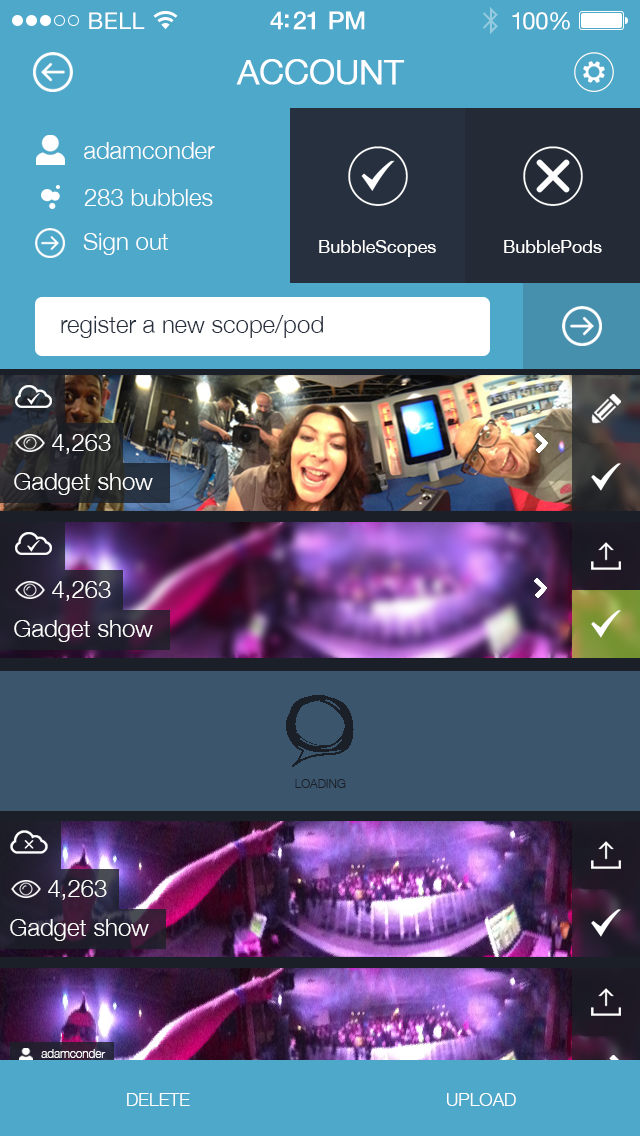 BELL 4:21 PM 100%
ACCOUNT
adamconder
283 bubbles
Sign out
BubbleScopes BubblePods
register a new scope/pod
4,263
Gadget show
4,263
Gadget show
LOADING
4,263
Gadget show
adamconder
DELETE UPLOAD